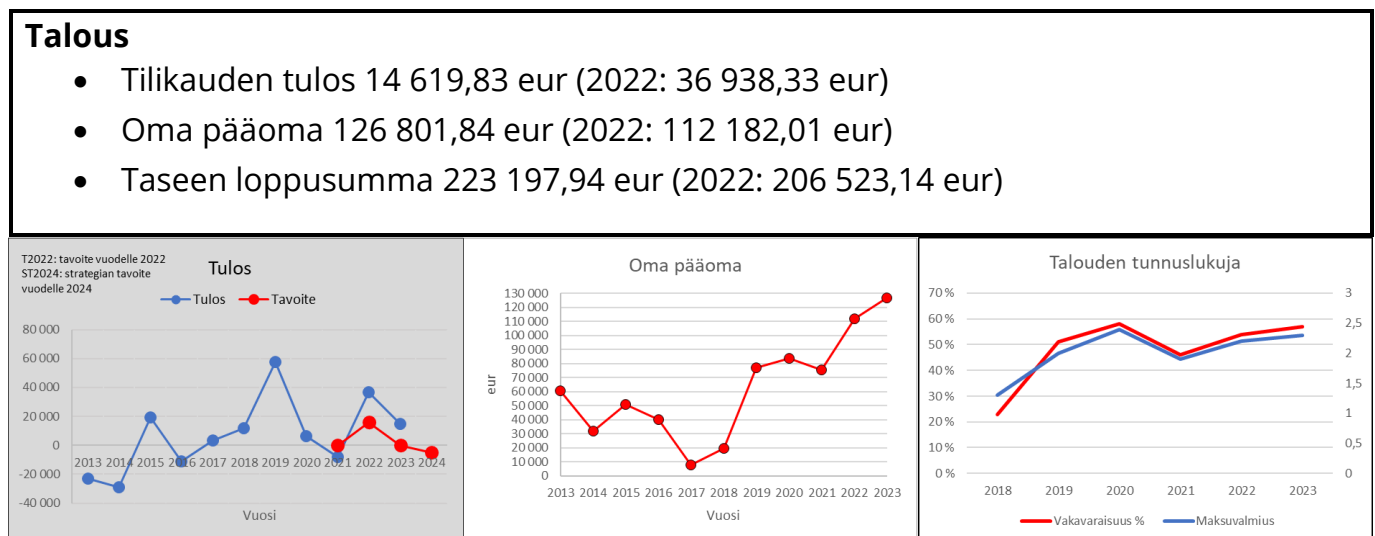 Talous
• Tilikauden tulos 14 619,83 eur (2022: 36 938,33 eur)
• Oma pääoma 126 801,84 eur (2022: 112 182,01 eur)
• Taseen loppusumma 223 197,94 eur (2022: 206 523,14 eur)
T2022: tavoite vuodelle 2022
ST2024: strategian tavoite
vuodelle 2024
Tulos
Tulos Tavoite
80 000
60 000
40 000
20 000
0
-20 000
-40 000
2013 2014 2015 2016 2017 2018 2019 2020 2021 2022 2023 2024
Vuosi
Oma pääoma
eur
130 000
120 000
110 000
100 000
90 000
80 000
70 000
60 000
50 000
40 000
30 000
20 000
10 000
0
2013 2014 2015 2016 2017 2018 2019 2020 2021 2022 2023
Vuosi
Talouden tunnuslukuja
70 % 3
60 % 2,5
50 % 2
40 % 1,5
30 % 1
20 % 0,5
10 % 0
0 %
2018 2019 2020 2021 2022 2023
Vakavaraisuus % Maksuvalmius